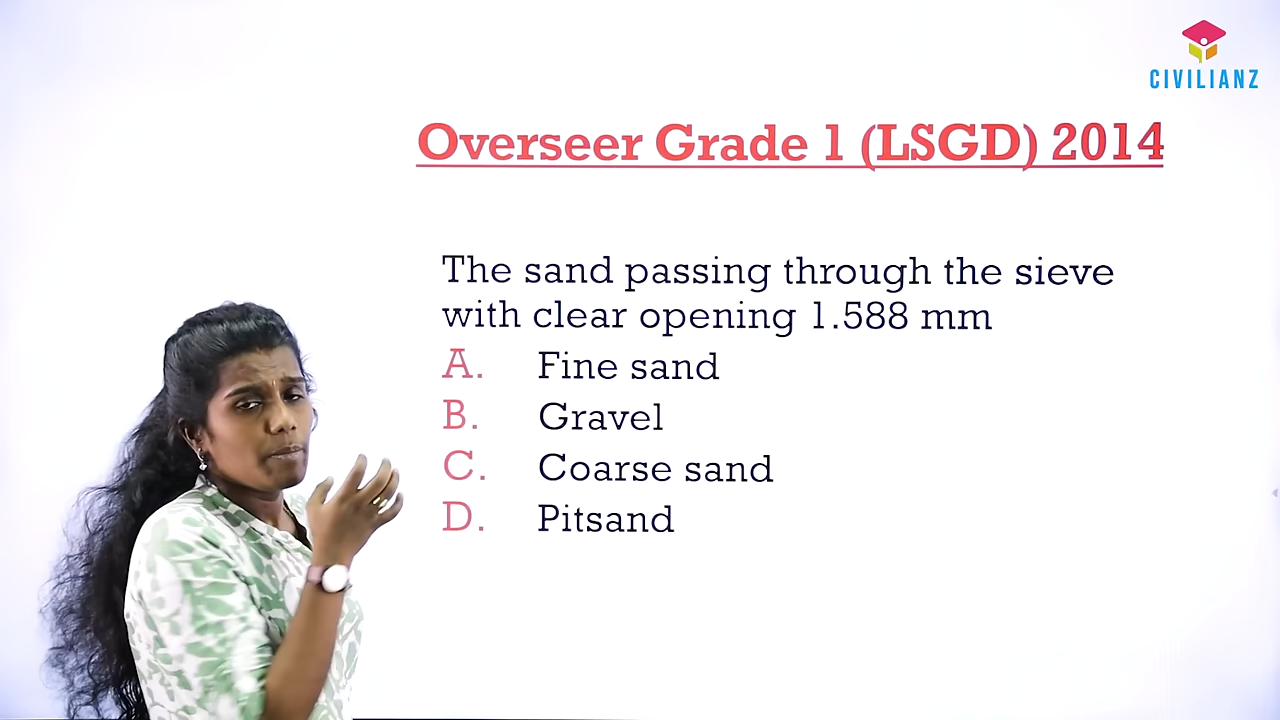 CIVILIANZ
Overseer Grade 1 (LSGD) 2014
The sand passing through the sieve
with clear opening 1.588 mm
A. Fine sand
B. Gravel
C. Coarse sand
D. Pitsand